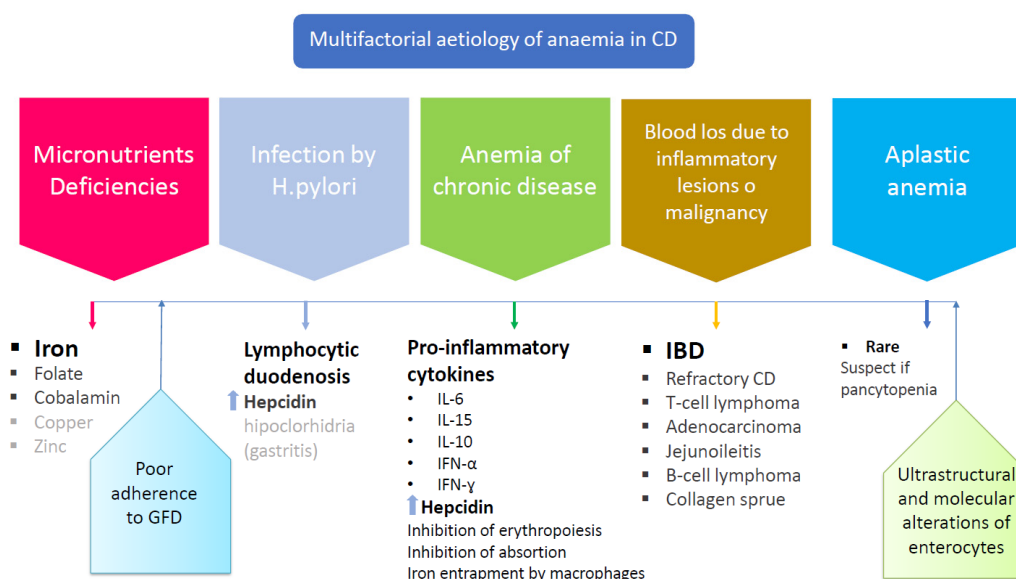 Multifactorial aetiology of anaemia in CD
Micronutrients
Deficiencies
Infection by
H.pylori
Anemia of
chronic disease
Blood los due to
inflammatory
lesions o
malignancy
Aplastic
anemia
Iron
Folate
Cobalamin
Copper
Zinc
Poor
adherence
to GFD
Lymphocytic
duodenosis
Hepcidin
hipoclorhidria
(gastritis)
Pro-inflammatory
cytokines
IL-6
IL-15
IL-10
IFN-α
IFN-ɣ
Hepcidin
Inhibition of erythropoiesis
Inhibition of absortion
Iron entrapment by macrophages
IBD
Refractory CD
T-cell lymphoma
Adenocarcinoma
Jejunoileitis
B-cell lymphoma
Collagen sprue
Rare
Suspect if
pancytopenia
Ultrastructural
and molecular
alterations of
enterocytes